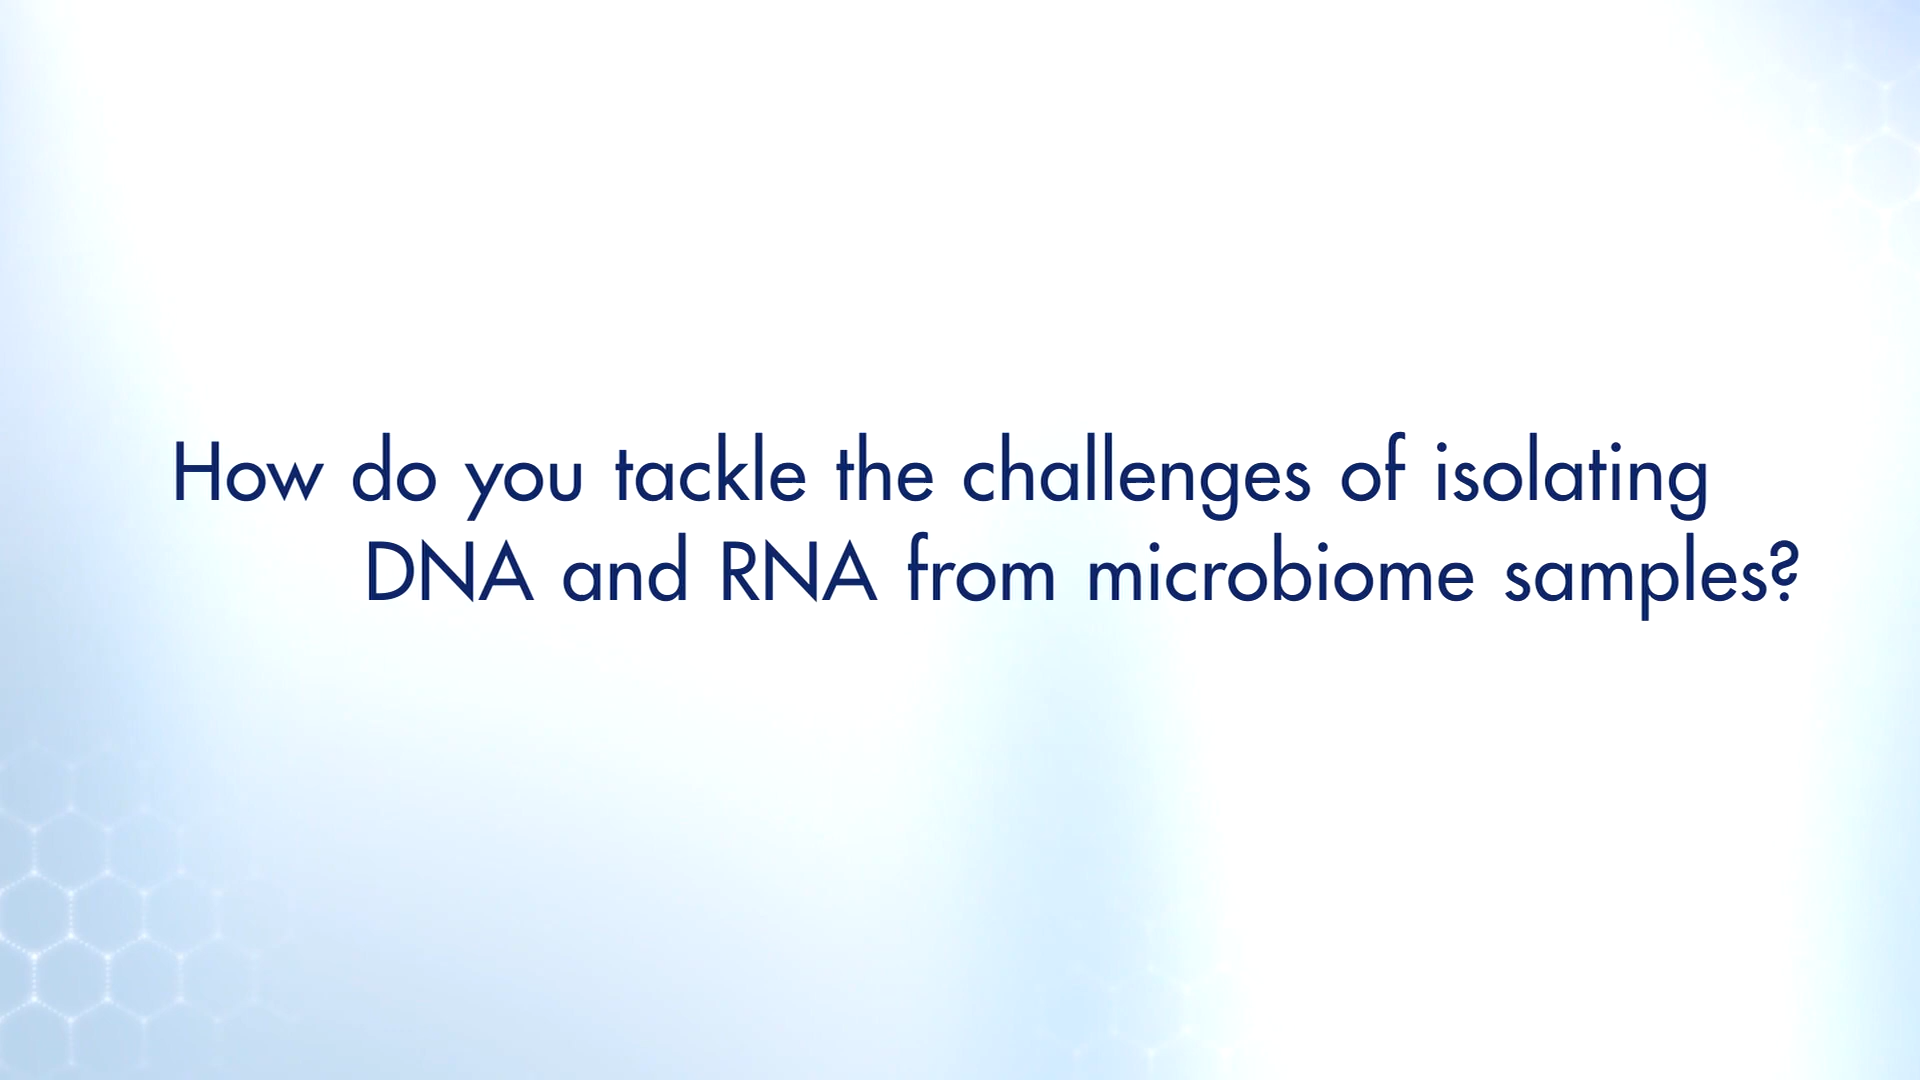 How do you tackle the challenges of isolating
DNA and RNA from microbiome samples?